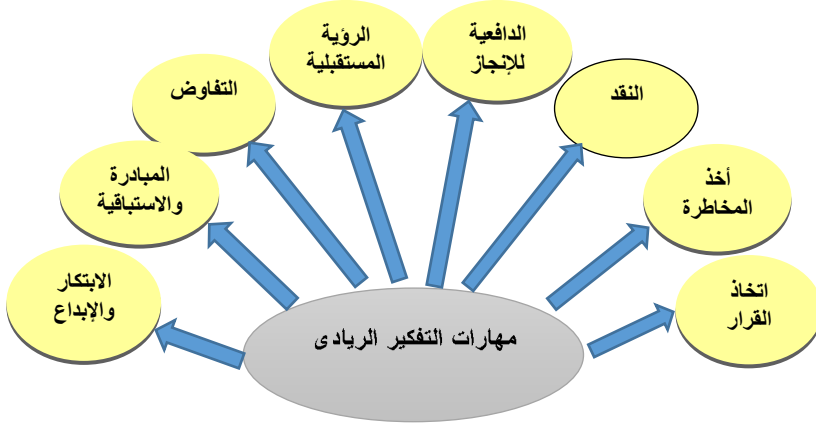 الرؤية
المستقبلية
الدافعية
للإنجاز
التفاوض
النقد
المبادرة
والاستباقية
أخذ
المخاطرة
الابتكار
والإبداع
اتخاذ
القرار
مهارات التفكير الريادى